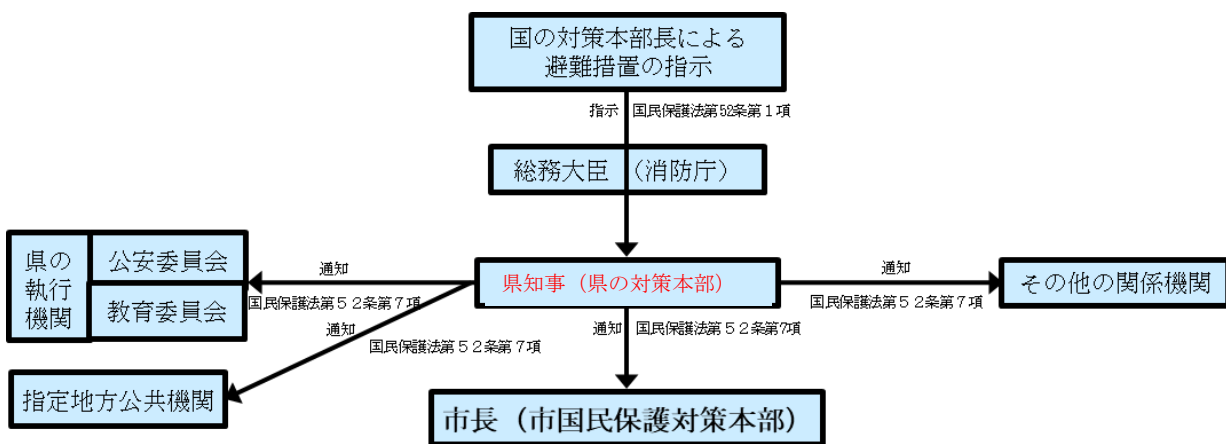 国の対策本部長による
避難措置の指示
指示 国民保護法第52条第１項
総務大臣 （消防庁）
県の
執行
機関
公安委員会
教育委員会
通知
国民保護法第５２条第７項
県知事（県の対策本部）
通知
国民保護法第５２条第７項
その他の関係機関
通知
国民保護法第５２条第７項
通知 国民保護法第５２条第7項
指定地方公共機関
市長（市国民保護対策本部）